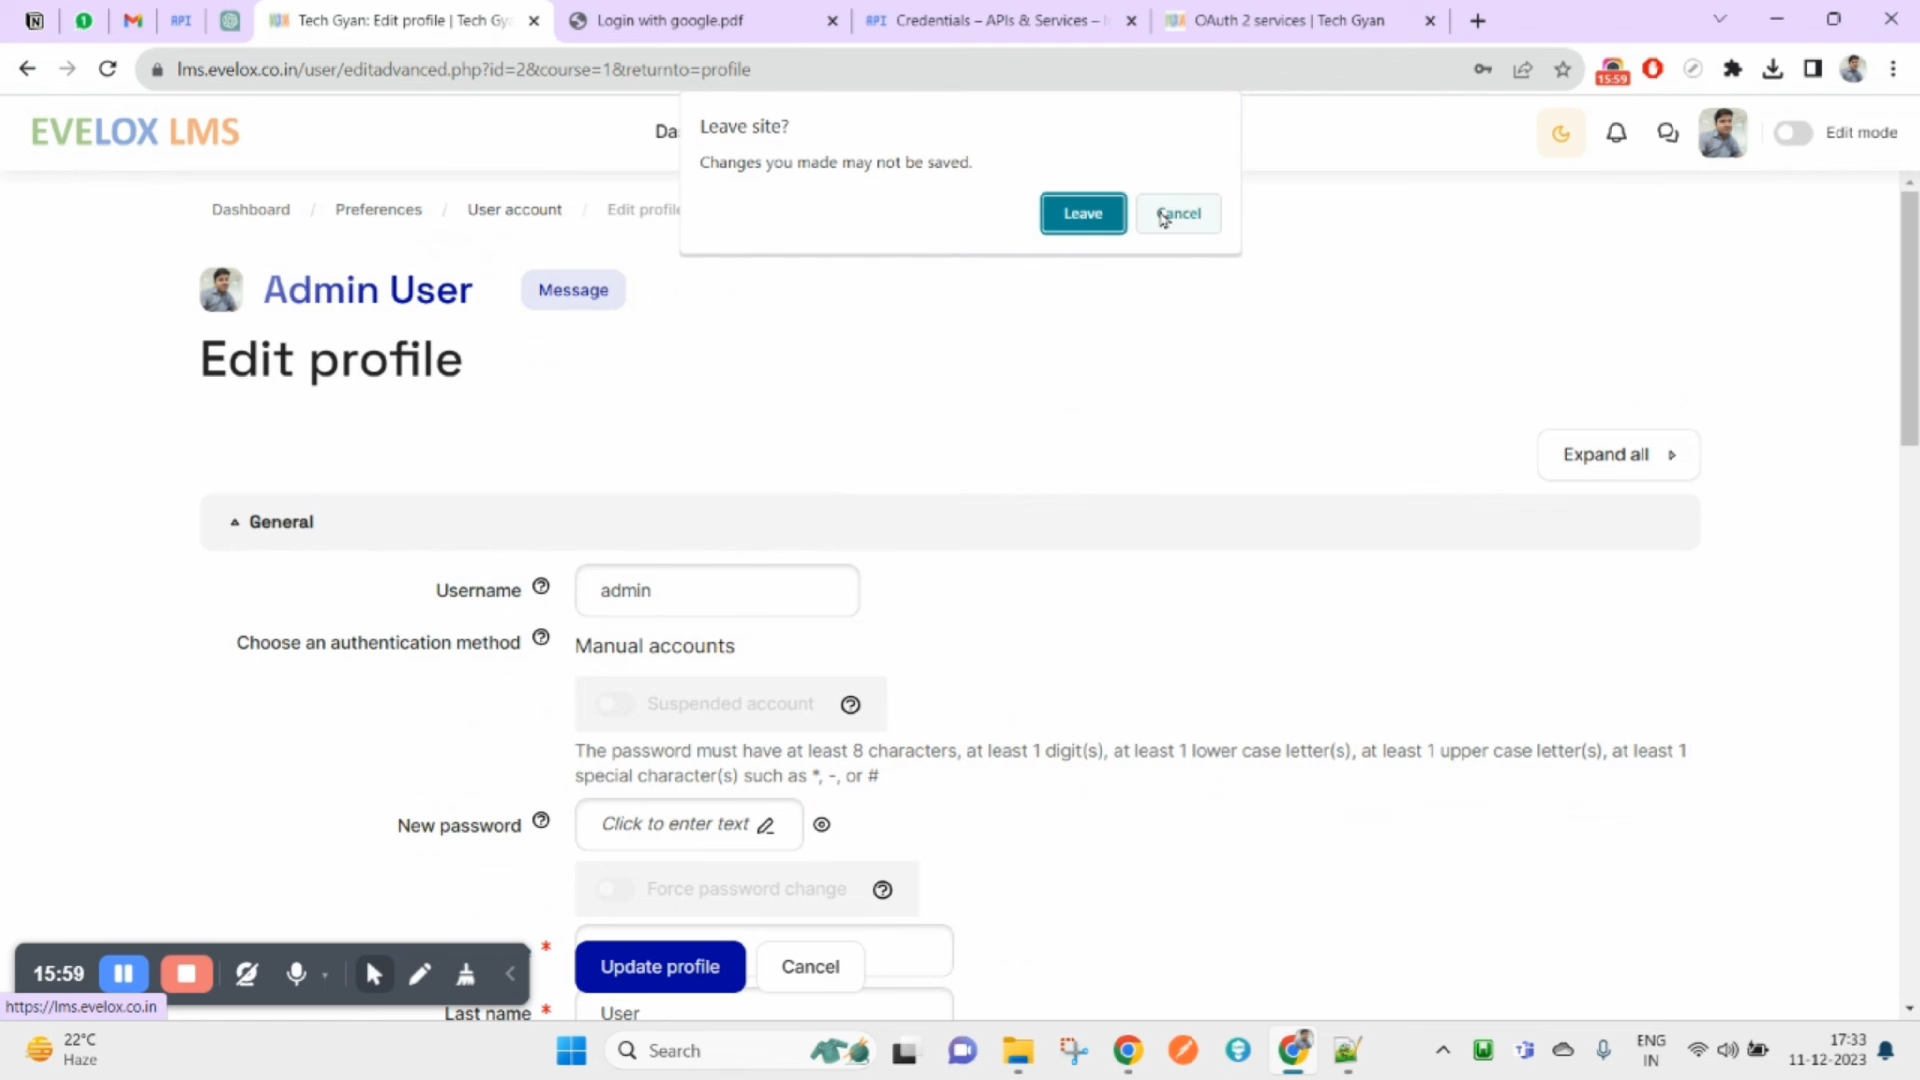 Tech Gyan: Edit profile | Tech Gy
Login with google.pdf
API Credentials – APIs & Services –
OAuth 2 services | Tech Gyan
lms.evelox.co.in/user/editadvanced.php?id=2&course=1&returnto=profile
15:59
EVELOX LMS
Da
Leave site?
Changes you made may not be saved.
Leave
Cancel
Edit mode
Dashboard / Preferences / User account / Edit profile
Admin User
Message
Edit profile
Expand all
General
Username
admin
Choose an authentication method
Manual accounts
Suspended account
The password must have at least 8 characters, at least 1 digit(s), at least 1 lower case letter(s), at least 1 upper case letter(s), at least 1
special character(s) such as *, -, or #
New password
Click to enter text
Force password change
15:59
*
Update profile
Cancel
https://lms.evelox.co.in
Last name *
User
22°C
Haze
Search
ENG
IN
17:33
11-12-2023